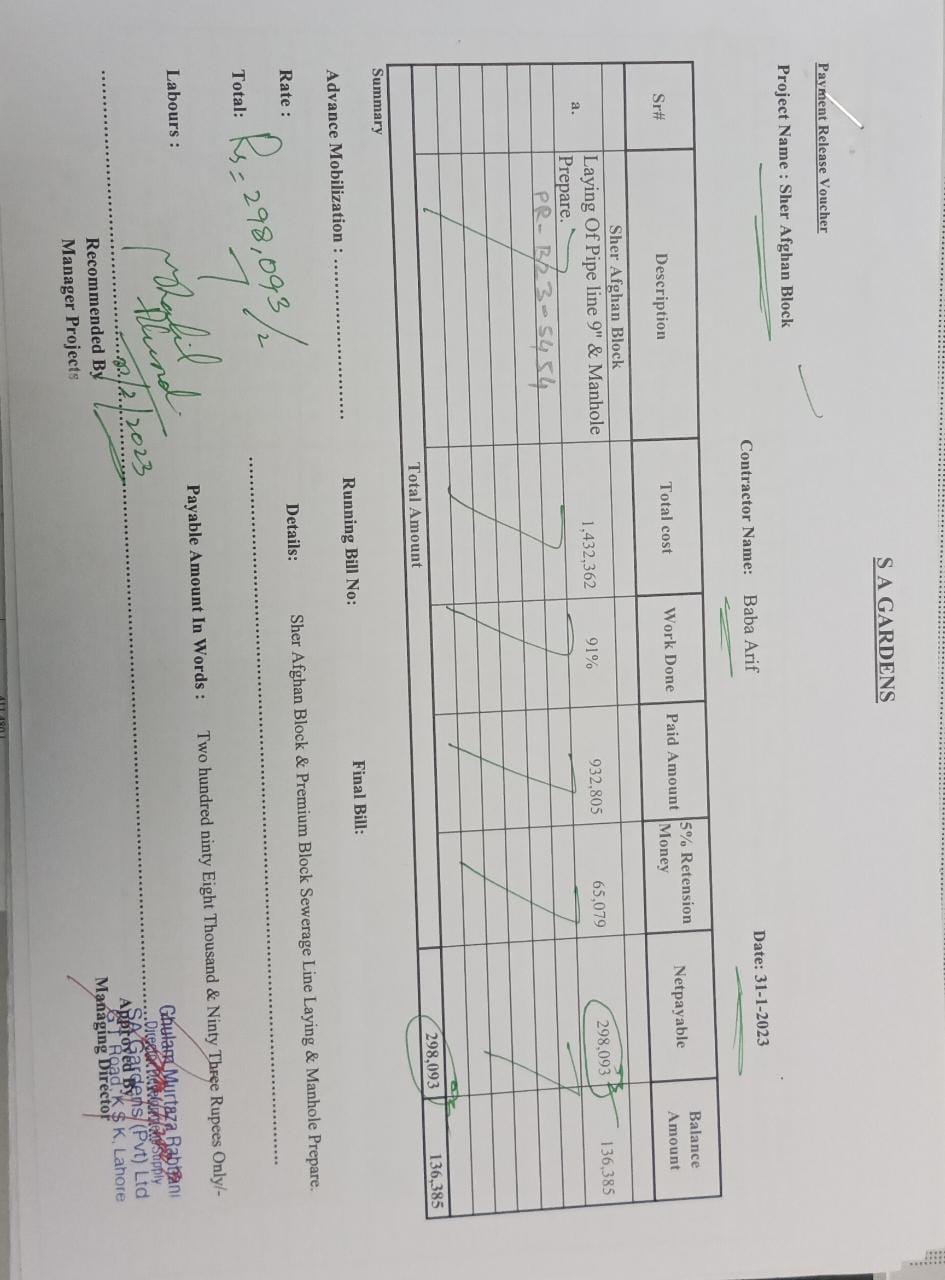 S A GARDENS
Payment Release Voucher
Project Name : Sher Afghan Block
Contractor Name: Baba Arif
Date: 31-1-2023
Sr# Description Total cost Work Done Paid Amount 5% Retension Money Netpayable Balance Amount
Sher Afghan Block
a. Laying Of Pipe line 9" & Manhole Prepare. 1,432,362 91% 932,805 65,079 298,093 136,385
PR-B23-5454
Total Amount 298,093 136,385
Summary
Advance Mobilization : .................... Running Bill No: Final Bill:
Rate : Details: Sher Afghan Block & Premium Block Sewerage Line Laying & Manhole Prepare.
Total: Rs = 298,093/2
Labours : Payable Amount In Words : Two hundred ninty Eight Thousand & Ninty Three Rupees Only/-
2/2/2023
Recommended By
Manager Projects
Approved By
Managing Director
Ghulam Murtaza Rabbani
SA Gardens (Pvt) Ltd
G.T Road K S K, Lahore